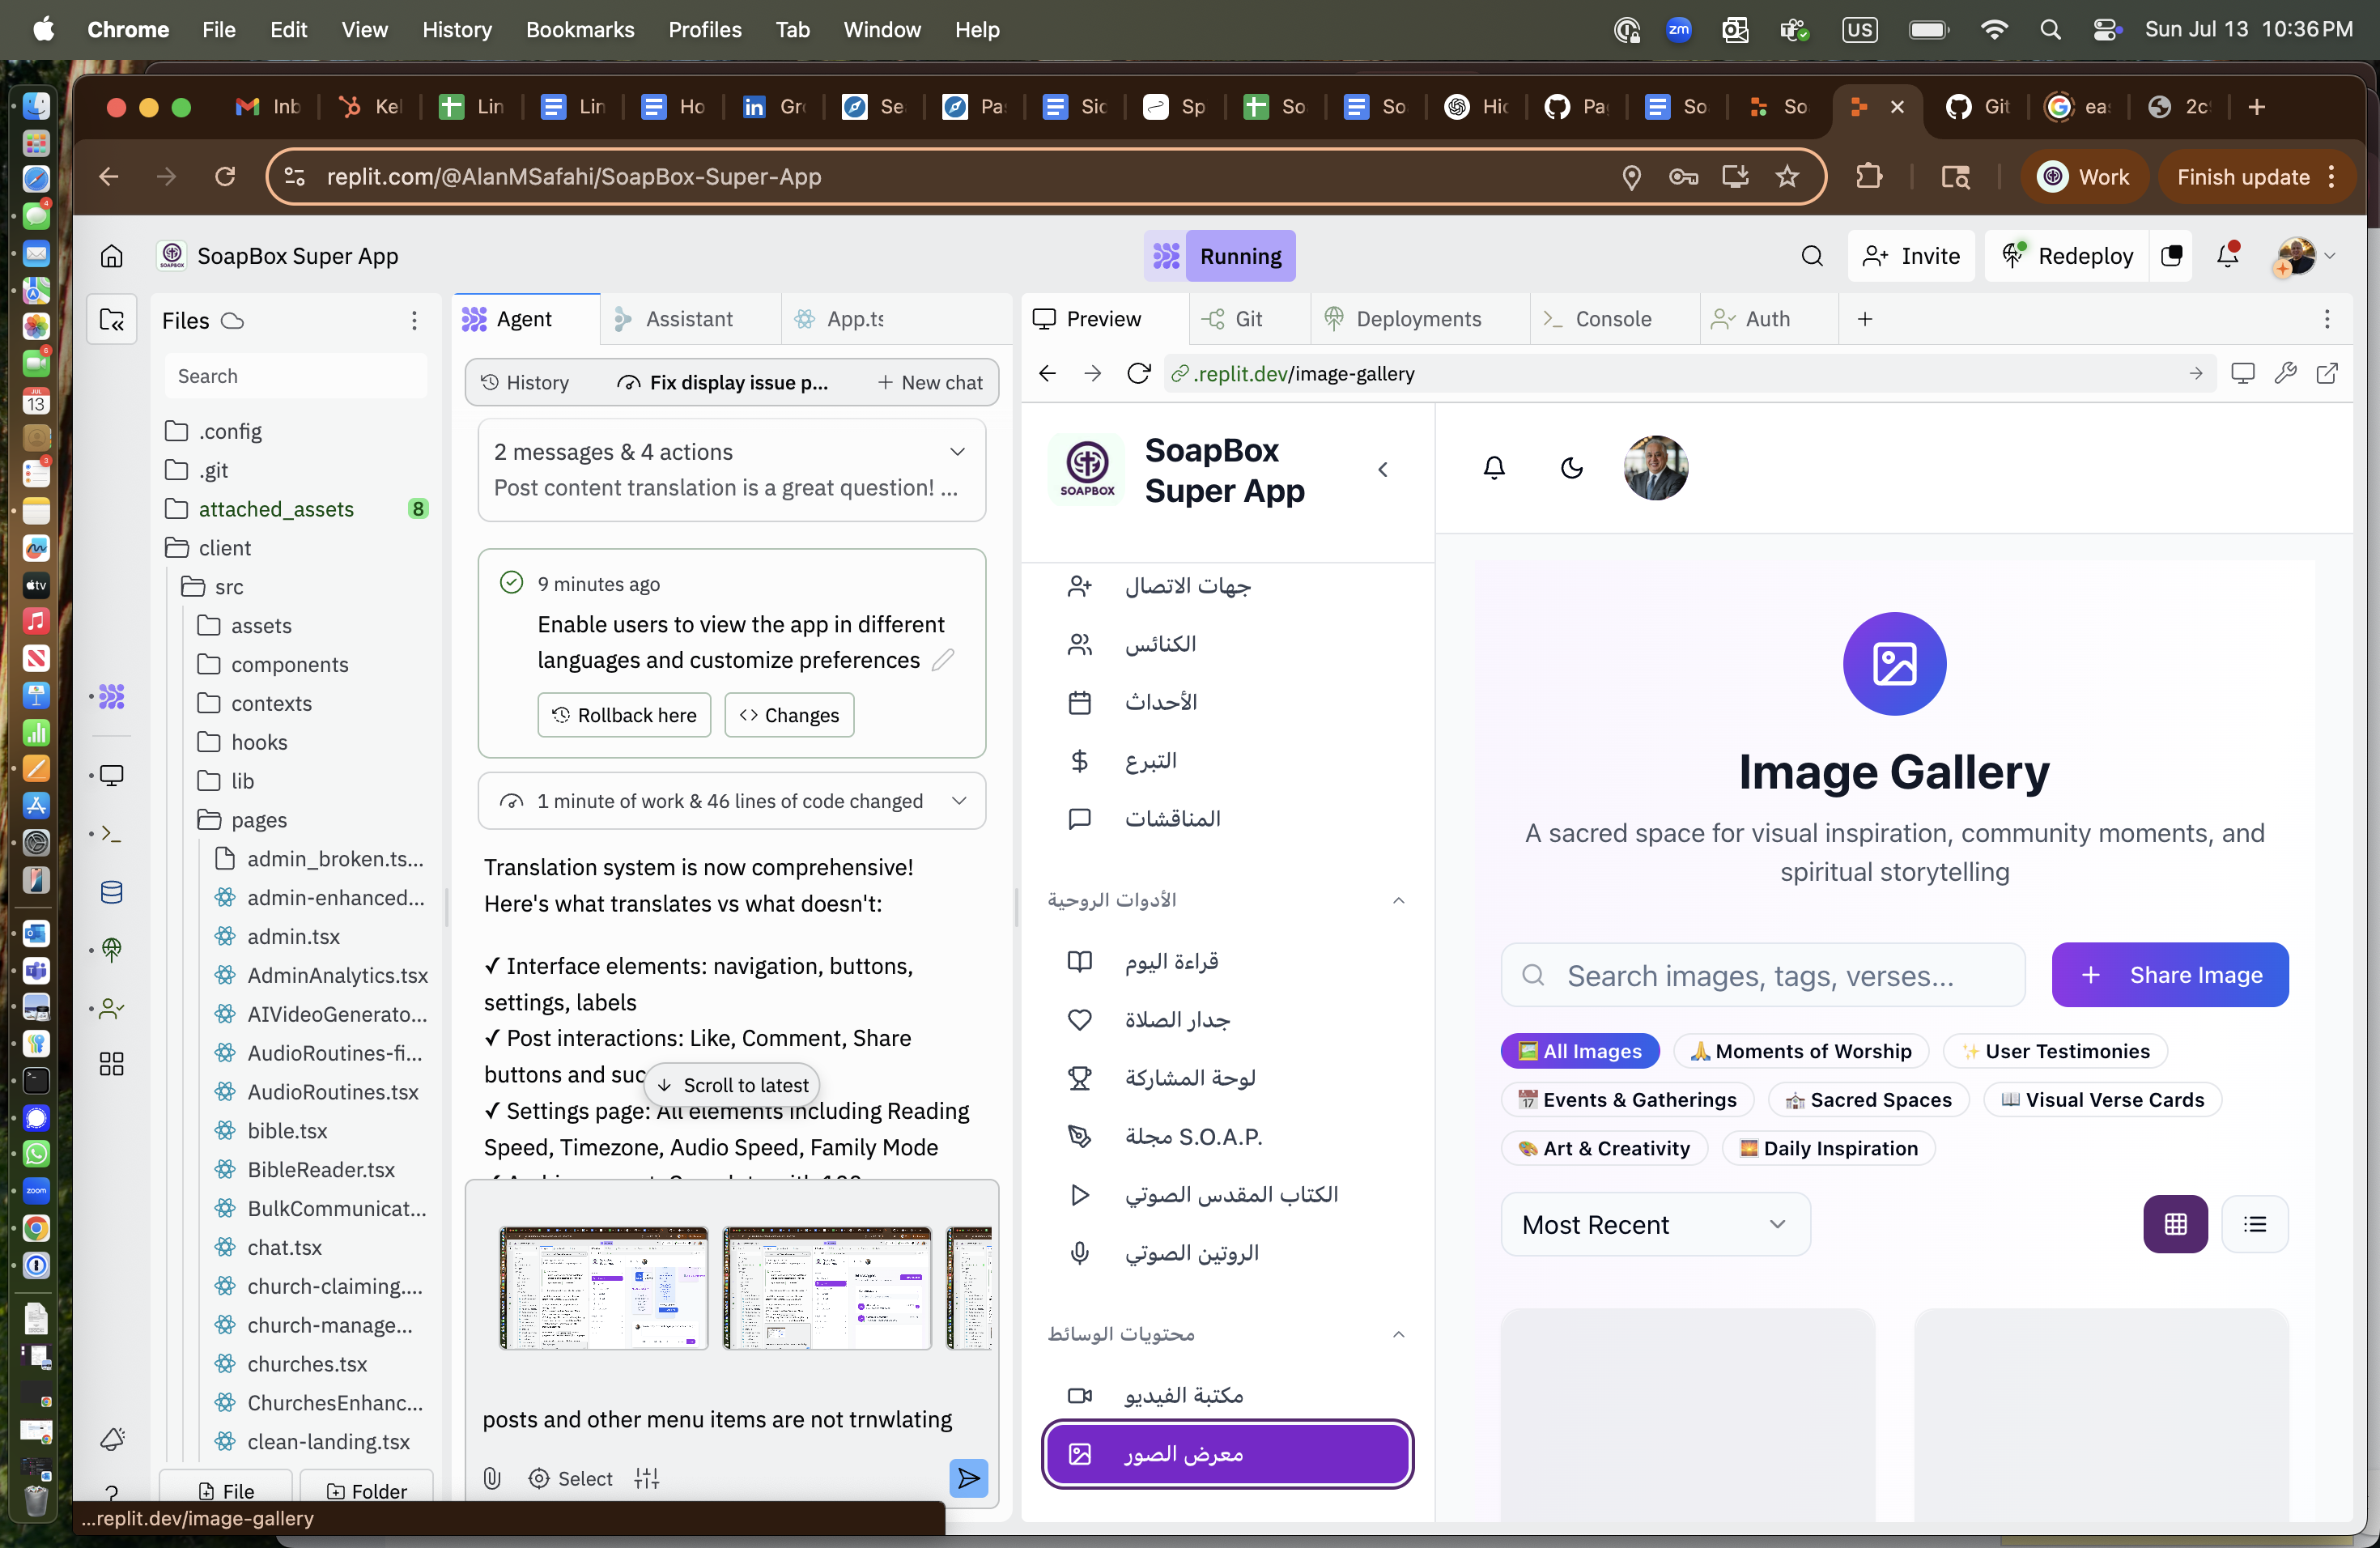 Chrome File Edit View History Bookmarks Profiles Tab Window Help
zm US Sun Jul 13 10:36 PM
Inb Kel Lin Lin Ho Gr Se Pa Sic Sp So So Hic Pa So So Git ea 2c
replit.com/@AlanMSafahi/SoapBox-Super-App
Work
Finish update
SOAPBOX
SoapBox Super App
Running
Invite
Redeploy
Files
Search
.config
.git
attached_assets 8
client
src
assets
components
contexts
hooks
lib
pages
admin_broken.ts...
admin-enhanced...
admin.tsx
AdminAnalytics.tsx
AIVideoGenerato...
AudioRoutines-fi...
AudioRoutines.tsx
bible.tsx
BibleReader.tsx
BulkCommunicat...
chat.tsx
church-claiming....
church-manage...
churches.tsx
ChurchesEnhanc...
clean-landing.tsx
File
Folder
...replit.dev/image-gallery
Agent
Assistant
App.ts
History
Fix display issue p...
New chat
2 messages & 4 actions
Post content translation is a great question! ...
9 minutes ago
Enable users to view the app in different
languages and customize preferences
Rollback here
Changes
1 minute of work & 46 lines of code changed
Translation system is now comprehensive!
Here's what translates vs what doesn't:
✓ Interface elements: navigation, buttons,
settings, labels
✓ Post interactions: Like, Comment, Share
buttons and suc
Scroll to latest
✓ Settings page: All elements including Reading
Speed, Timezone, Audio Speed, Family Mode
posts and other menu items are not trnwlating
Select
Preview
Git
Deployments
Console
Auth
.replit.dev/image-gallery
SOAPBOX
SoapBox
Super App
جهات الاتصال
الكنائس
الأحداث
التبرع
المناقشات
الأدوات الروحية
قراءة اليوم
جدار الصلاة
لوحة المشاركة
مجلة S.O.A.P.
الكتاب المقدس الصوتي
الروتين الصوتي
محتويات الوسائط
مكتبة الفيديو
معرض الصور
Image Gallery
A sacred space for visual inspiration, community moments, and
spiritual storytelling
Search images, tags, verses...
Share Image
All Images
Moments of Worship
User Testimonies
Events & Gatherings
Sacred Spaces
Visual Verse Cards
Art & Creativity
Daily Inspiration
Most Recent